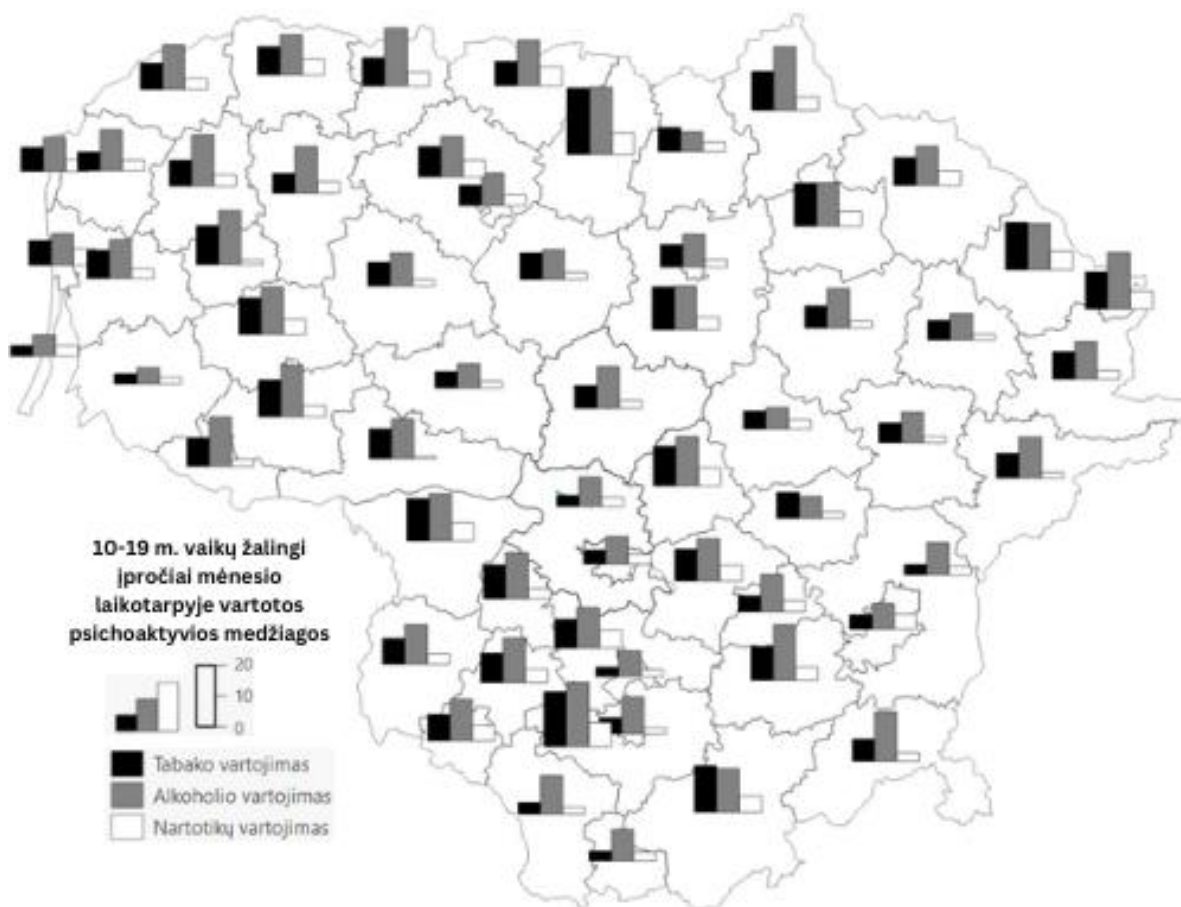 10-19 m. vaikų žalingi
įpročiai mėnesio
laikotarpyje vartotos
psichoaktyvios medžiagos
20
10
0
Tabako vartojimas
Alkoholio vartojimas
Nartotikų vartojimas